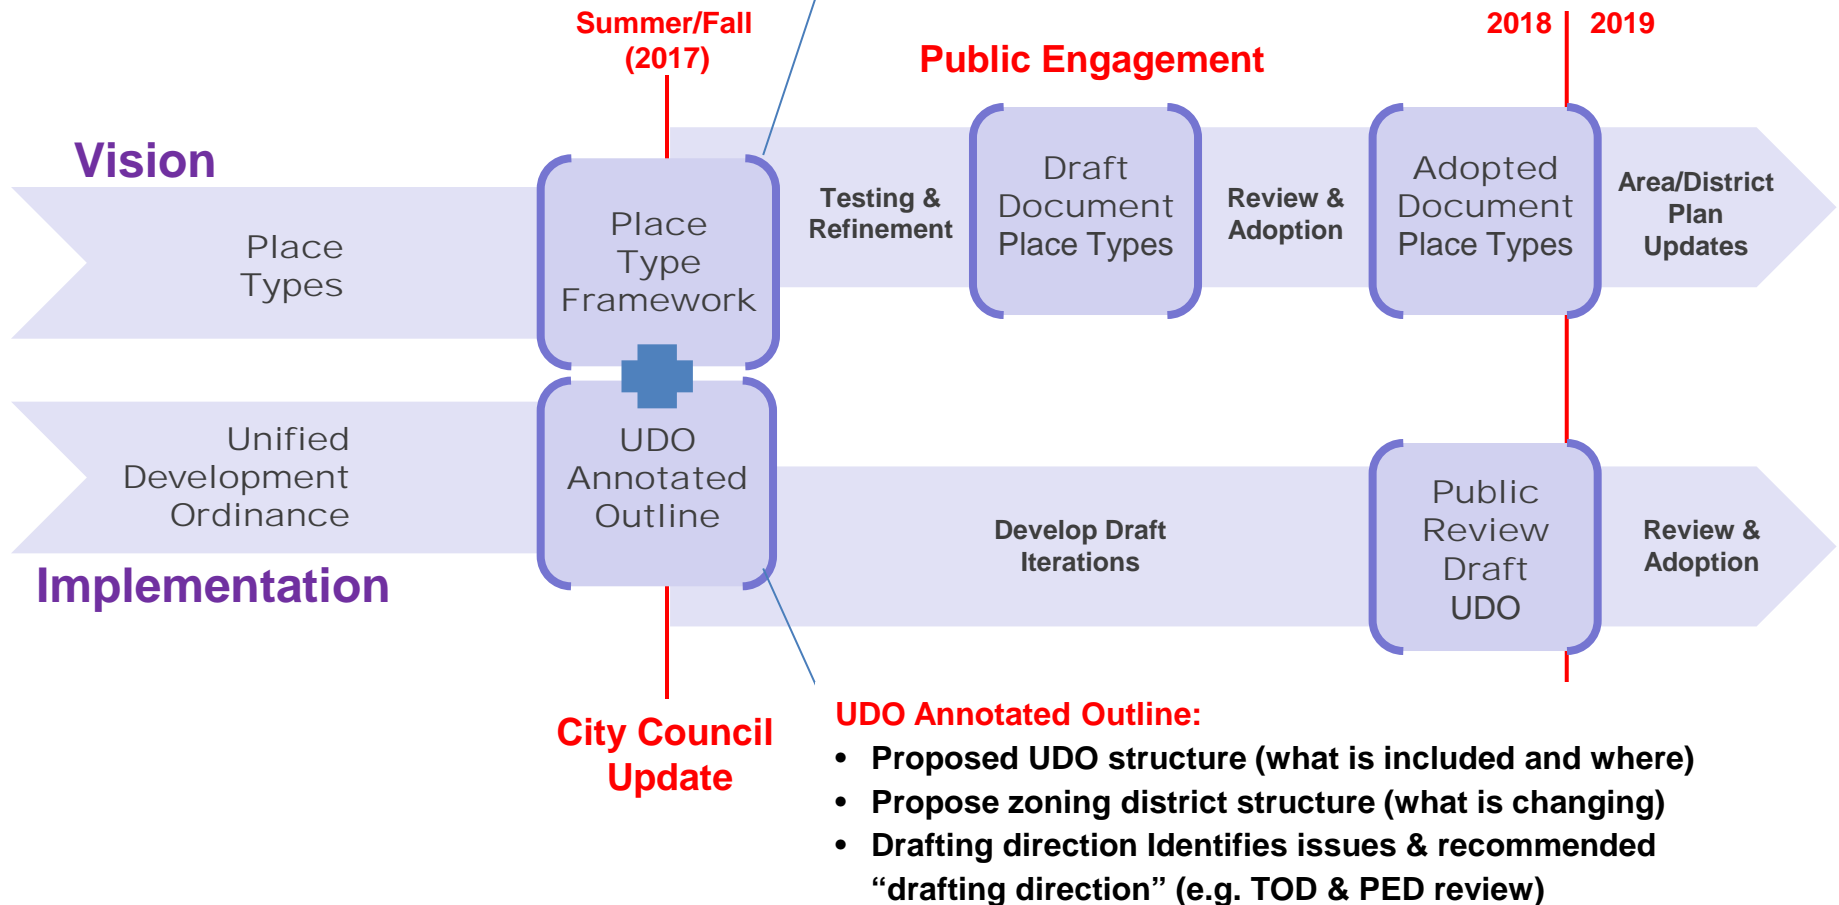 Summer/Fall
(2017)
Public Engagement
2018
2019
Vision
Place
Types
Place
Type
Framework
Testing &
Refinement
Draft
Document
Place Types
Review &
Adoption
Adopted
Document
Place Types
Area/District
Plan
Updates
Unified
Development
Ordinance
UDO
Annotated
Outline
Develop Draft
Iterations
Public
Review
Draft
UDO
Review &
Adoption
Implementation
City Council
Update
UDO Annotated Outline:
• Proposed UDO structure (what is included and where)
• Propose zoning district structure (what is changing)
• Drafting direction Identifies issues & recommended
“drafting direction” (e.g. TOD & PED review)